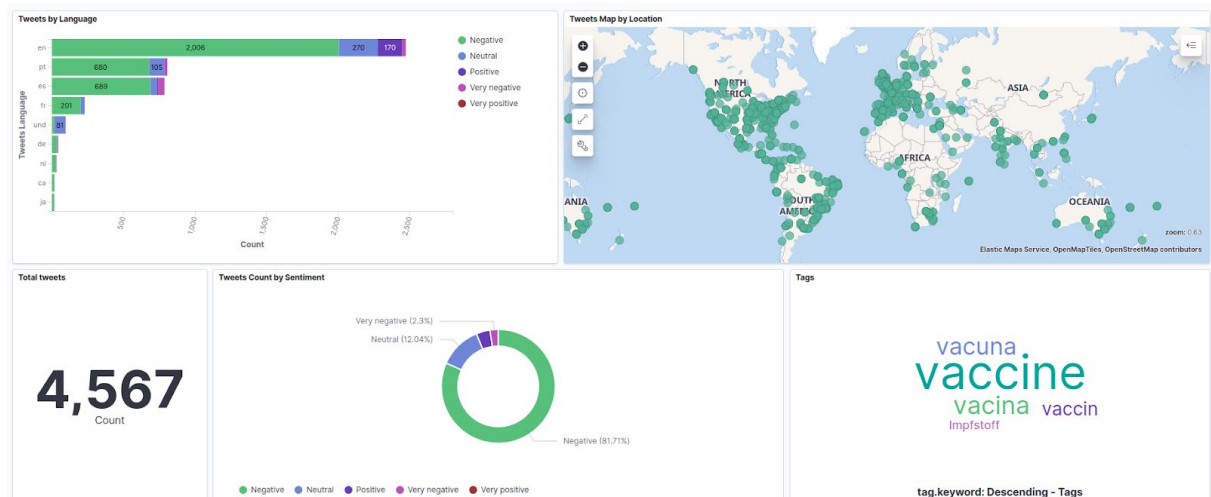 Tweets by Language
Tweets Language
en
pt
es
fr
und
de
nl
ca
ja
2,006
270
170
680
105
689
201
81
500
1,000
1,500
2,000
2,500
Count
Negative
Neutral
Positive
Very negative
Very positive
Tweets Map by Location
NORTH
AMERICA
ASIA
AFRICA
SOUTH
AMERICA
ANIA
OCEANIA
zoom: 0.63
Elastic Maps Service, OpenMapTiles, OpenStreetMap contributors
Total tweets
4,567
Count
Tweets Count by Sentiment
Very negative (2.3%)
Neutral (12.04%)
Negative (81.71%)
Negative
Neutral
Positive
Very negative
Very positive
Tags
vacuna
vaccine
vacina vaccin
Impfstoff
tag.keyword: Descending - Tags